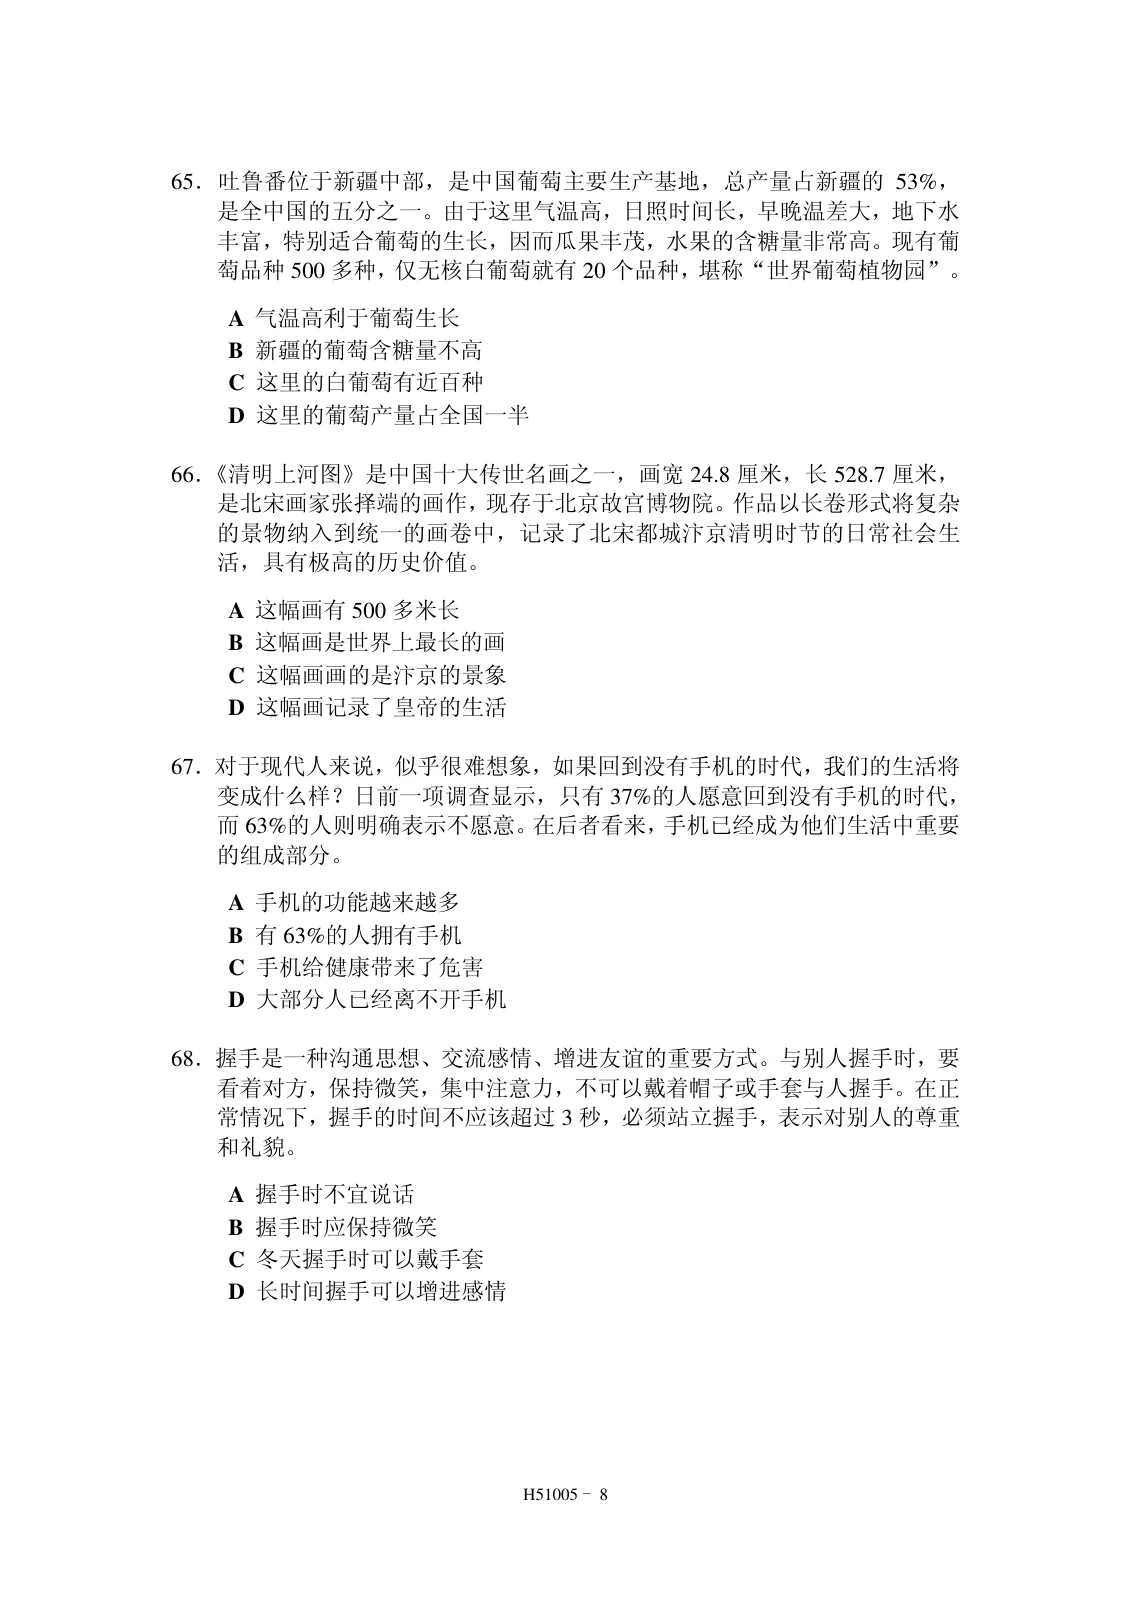 65．吐鲁番位于新疆中部，是中国葡萄主要生产基地，总产量占新疆的 53%，
是全中国的五分之一。由于这里气温高，日照时间长，早晚温差大，地下水
丰富，特别适合葡萄的生长，因而瓜果丰茂，水果的含糖量非常高。现有葡
萄品种 500 多种，仅无核白葡萄就有 20 个品种，堪称“世界葡萄植物园”。
A 气温高利于葡萄生长
B 新疆的葡萄含糖量不高
C 这里的白葡萄有近百种
D 这里的葡萄产量占全国一半
66．《清明上河图》是中国十大传世名画之一，画宽 24.8 厘米，长 528.7 厘米，
是北宋画家张择端的画作，现存于北京故宫博物院。作品以长卷形式将复杂
的景物纳入到统一的画卷中，记录了北宋都城汴京清明时节的日常社会生
活，具有极高的历史价值。
A 这幅画有 500 多米长
B 这幅画是世界上最长的画
C 这幅画画的是汴京的景象
D 这幅画记录了皇帝的生活
67．对于现代人来说，似乎很难想象，如果回到没有手机的时代，我们的生活将
变成什么样？日前一项调查显示，只有 37%的人愿意回到没有手机的时代，
而 63%的人则明确表示不愿意。在后者看来，手机已经成为他们生活中重要
的组成部分。
A 手机的功能越来越多
B 有 63%的人拥有手机
C 手机给健康带来了危害
D 大部分人已经离不开手机
68．握手是一种沟通思想、交流感情、增进友谊的重要方式。与别人握手时，要
看着对方，保持微笑，集中注意力，不可以戴着帽子或手套与人握手。在正
常情况下，握手的时间不应该超过 3 秒，必须站立握手，表示对别人的尊重
和礼貌。
A 握手时不宜说话
B 握手时应保持微笑
C 冬天握手时可以戴手套
D 长时间握手可以增进感情
H51005－ 8